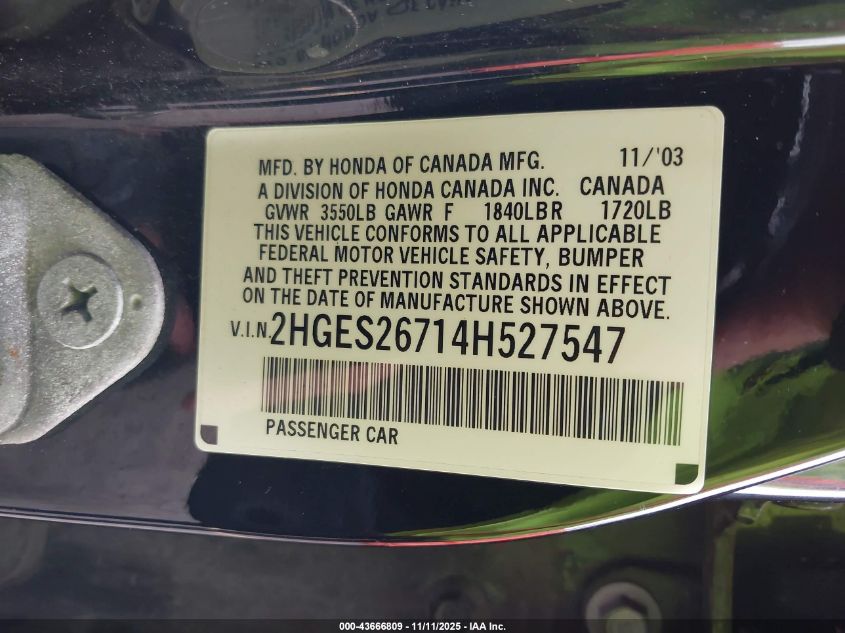 MFD. BY HONDA OF CANADA MFG. 11/'03
A DIVISION OF HONDA CANADA INC. CANADA
GVWR 3550LB GAWR F 1840LB R 1720LB
THIS VEHICLE CONFORMS TO ALL APPLICABLE
FEDERAL MOTOR VEHICLE SAFETY, BUMPER
AND THEFT PREVENTION STANDARDS IN EFFECT
ON THE DATE OF MANUFACTURE SHOWN ABOVE.
V.I.N. 2HGES26714H527547
PASSENGER CAR
000-43666809 - 11/11/2025 - IAA Inc.